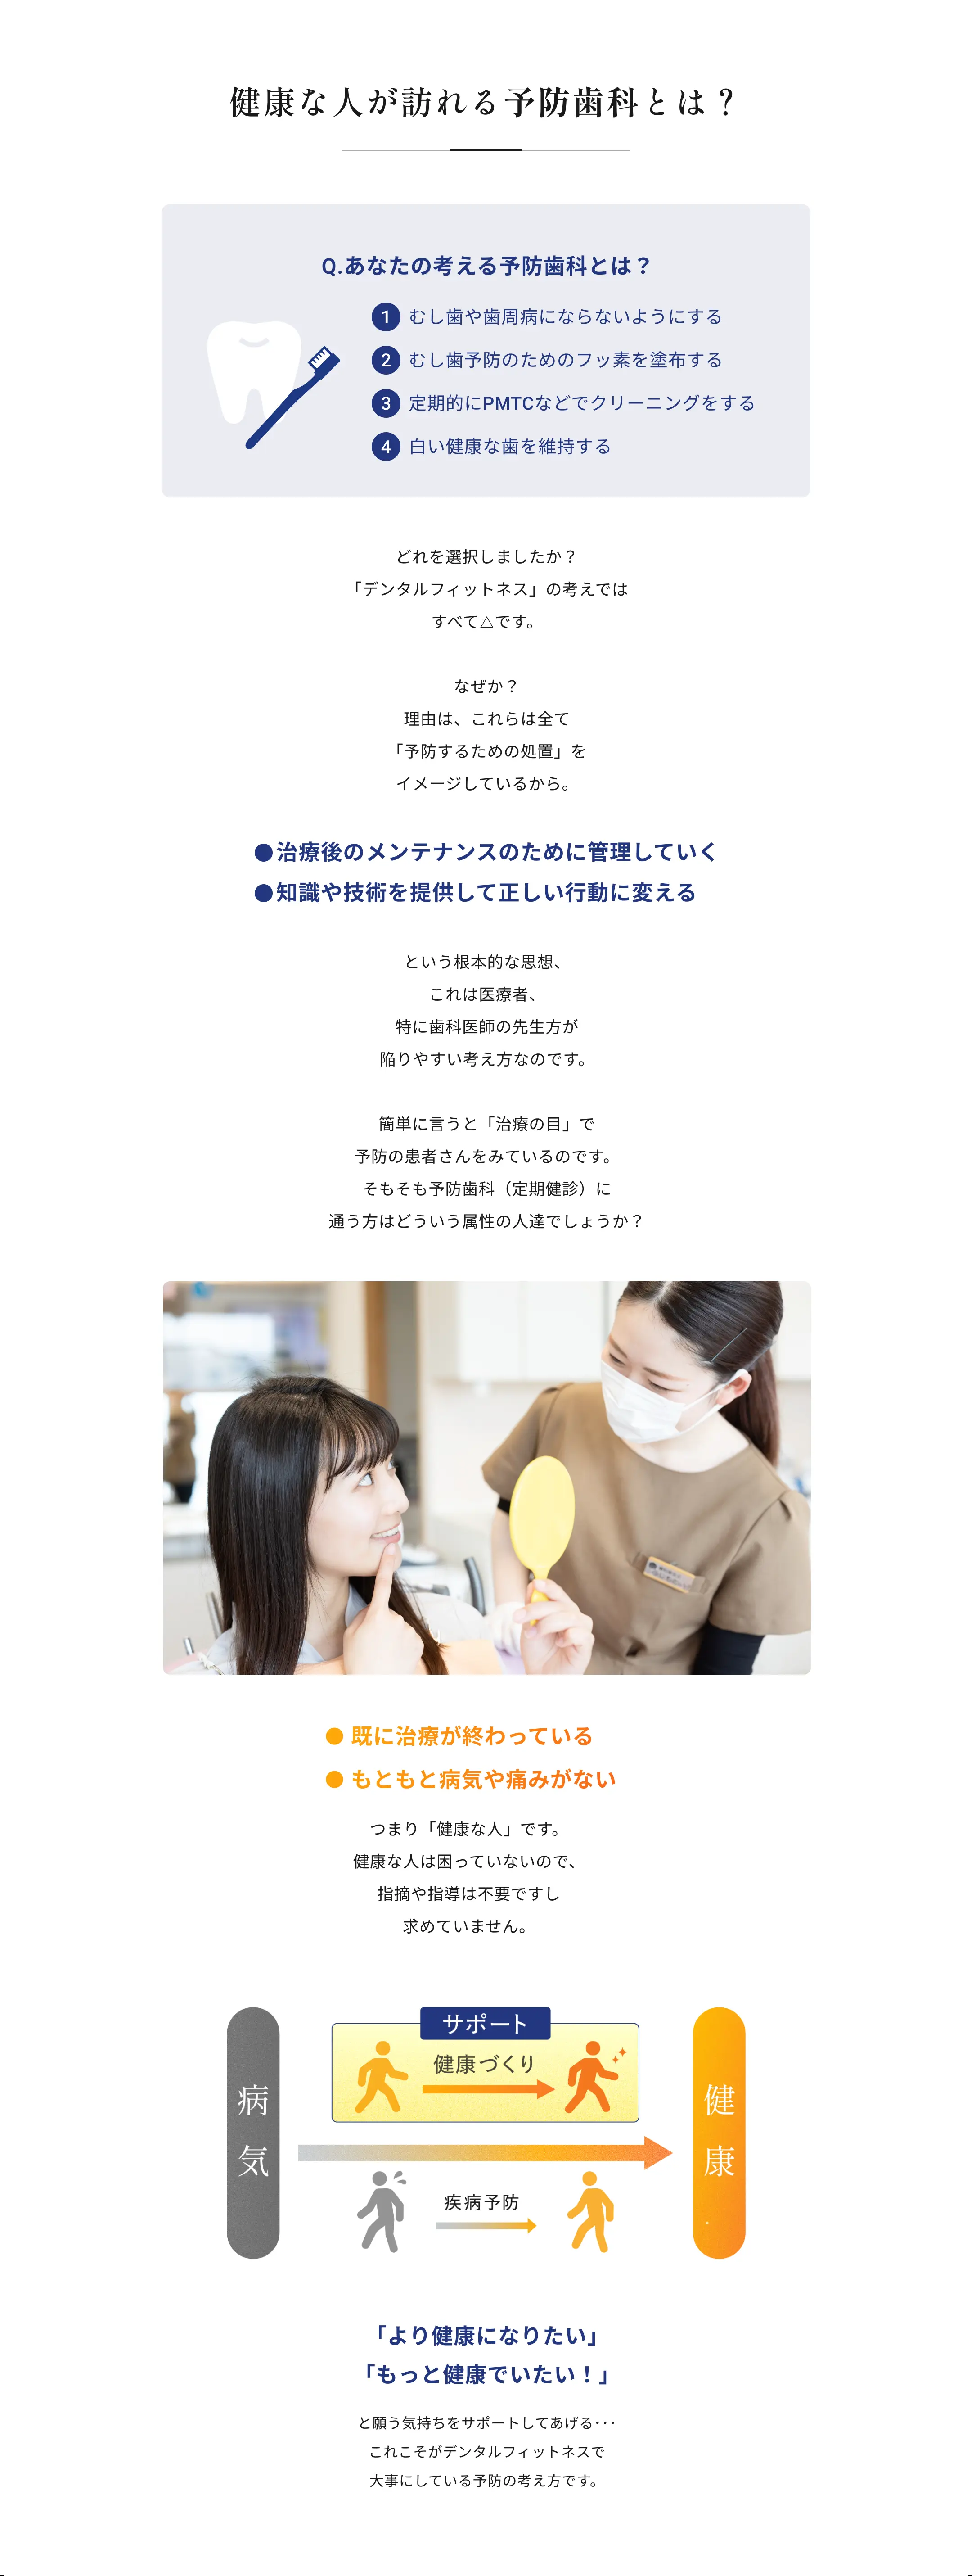 健康な人が訪れる予防歯科とは？
Q.あなたの考える予防歯科とは？
1 むし歯や歯周病にならないようにする
2 むし歯予防のためのフッ素を塗布する
3 定期的にPMTCなどでクリーニングをする
4 白い健康な歯を維持する
どれを選択しましたか？
「デンタルフィットネス」の考えでは
すべて△です。
なぜか？
理由は、これらは全て
「予防するための処置」を
イメージしているから。
●治療後のメンテナンスのために管理していく
●知識や技術を提供して正しい行動に変える
という根本的な思想、
これは医療者、
特に歯科医師の先生方が
陥りやすい考え方なのです。
簡単に言うと「治療の目」で
予防の患者さんをみているのです。
そもそも予防歯科（定期健診）に
通う方はどういう属性の人達でしょうか？
● 既に治療が終わっている
● もともと病気や痛みがない
つまり「健康な人」です。
健康な人は困っていないので、
指摘や指導は不要ですし
求めていません。
病気
サポート
健康づくり
疾病予防
健康
「より健康になりたい」
「もっと健康でいたい！」
と願う気持ちをサポートしてあげる･･･
これこそがデンタルフィットネスで
大事にしている予防の考え方です。